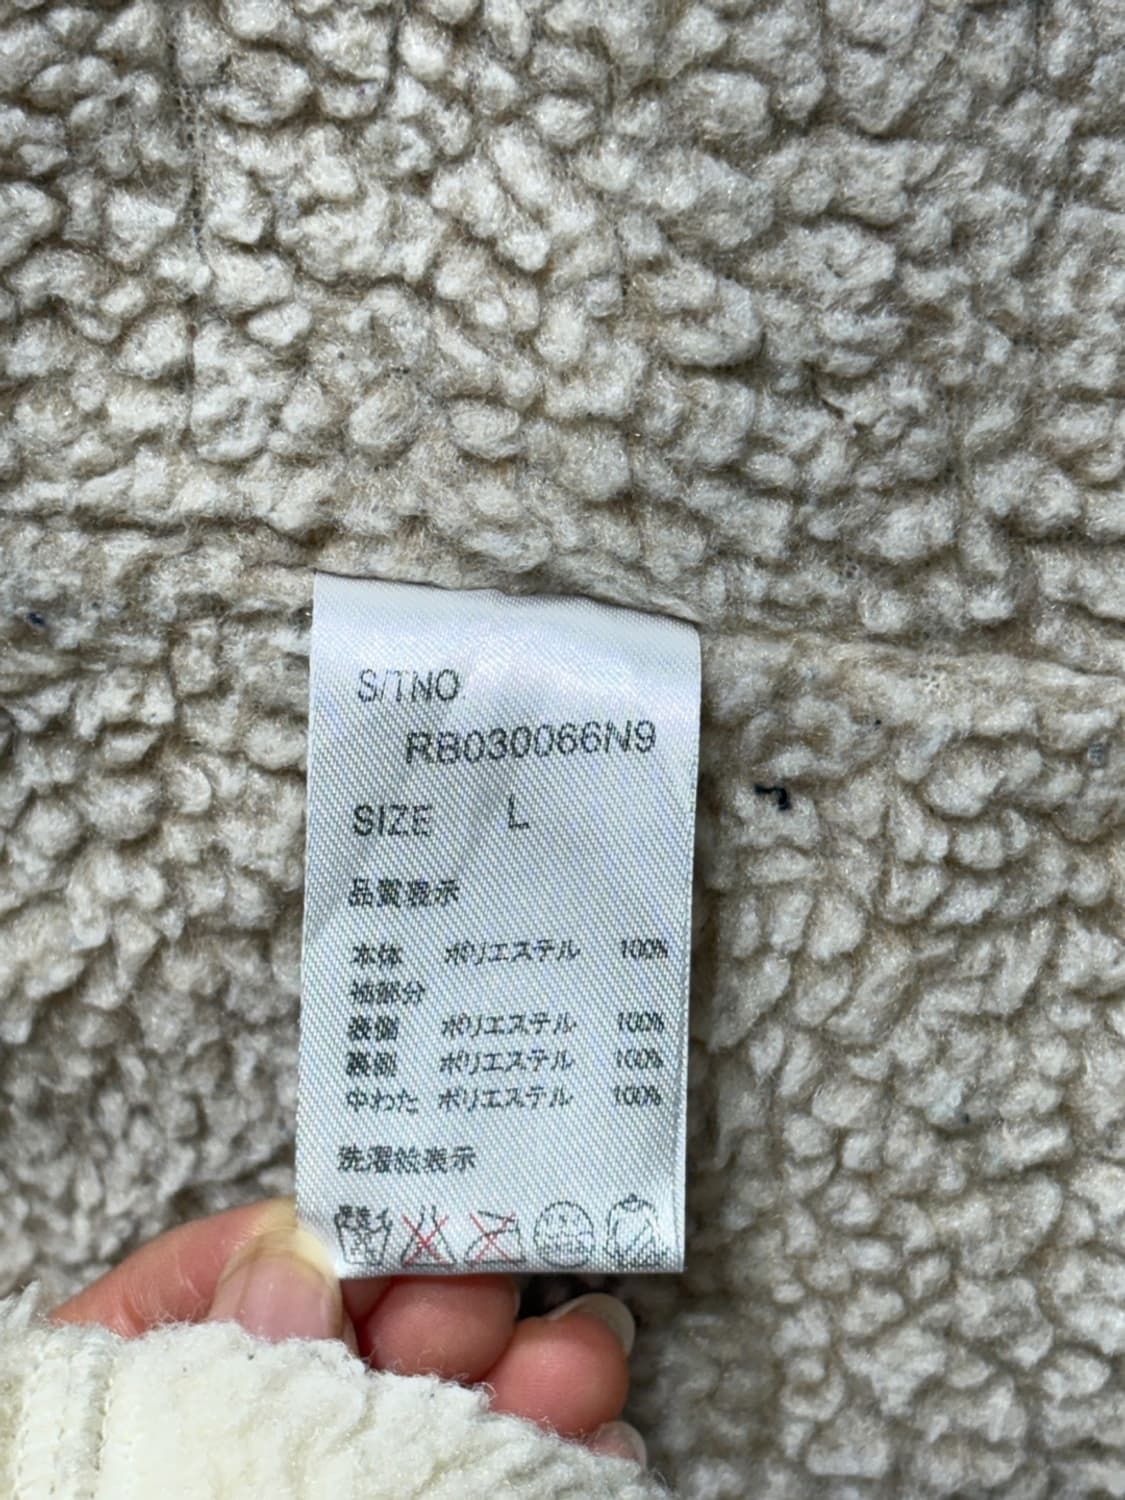 S/TNO.
RB030066N9
SIZE L
品質表示
本体 ポリエステル 100%
袖部分
表側 ポリエステル 100%
裏側 ポリエステル 100%
中わた ポリエステル 100%
洗濯絵表示